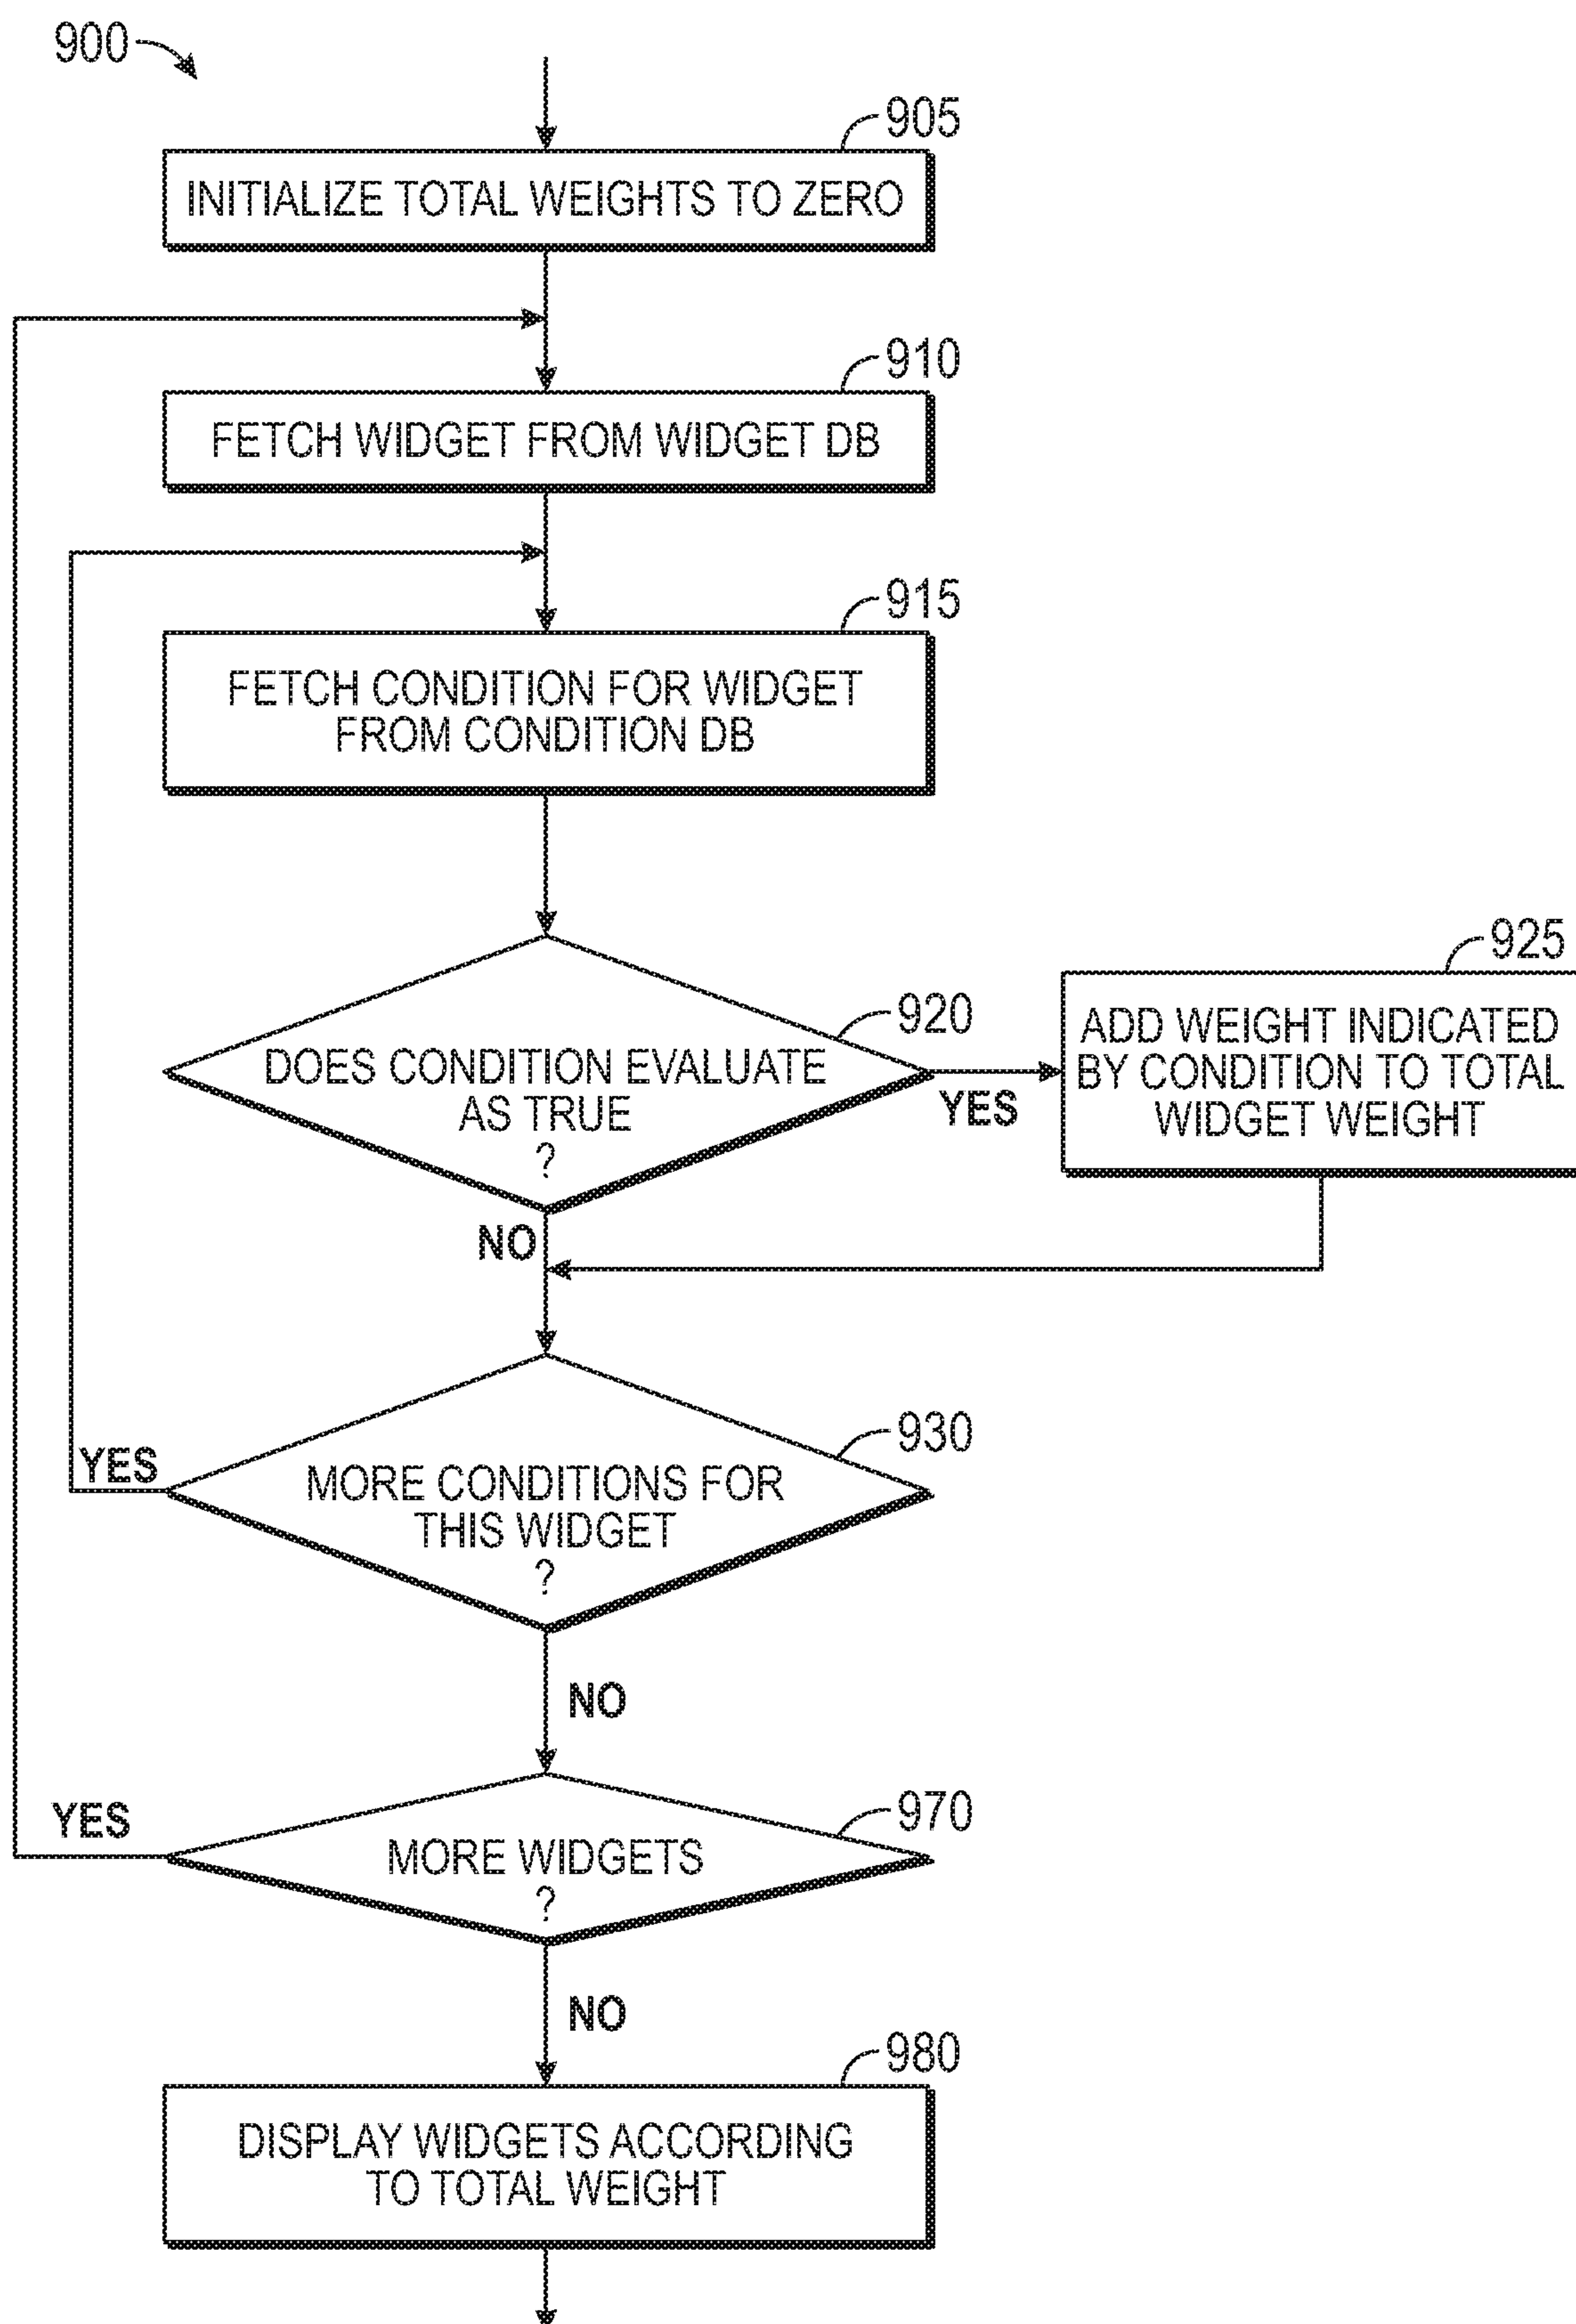 900
905
INITIALIZE TOTAL WEIGHTS TO ZERO
910
FETCH WIDGET FROM WIDGET DB
915
FETCH CONDITION FOR WIDGET
FROM CONDITION DB
920
DOES CONDITION EVALUATE
AS TRUE
?
YES
925
ADD WEIGHT INDICATED
BY CONDITION TO TOTAL
WIDGET WEIGHT
NO
930
YES
MORE CONDITIONS FOR
THIS WIDGET
?
NO
970
YES
MORE WIDGETS
?
NO
980
DISPLAY WIDGETS ACCORDING
TO TOTAL WEIGHT